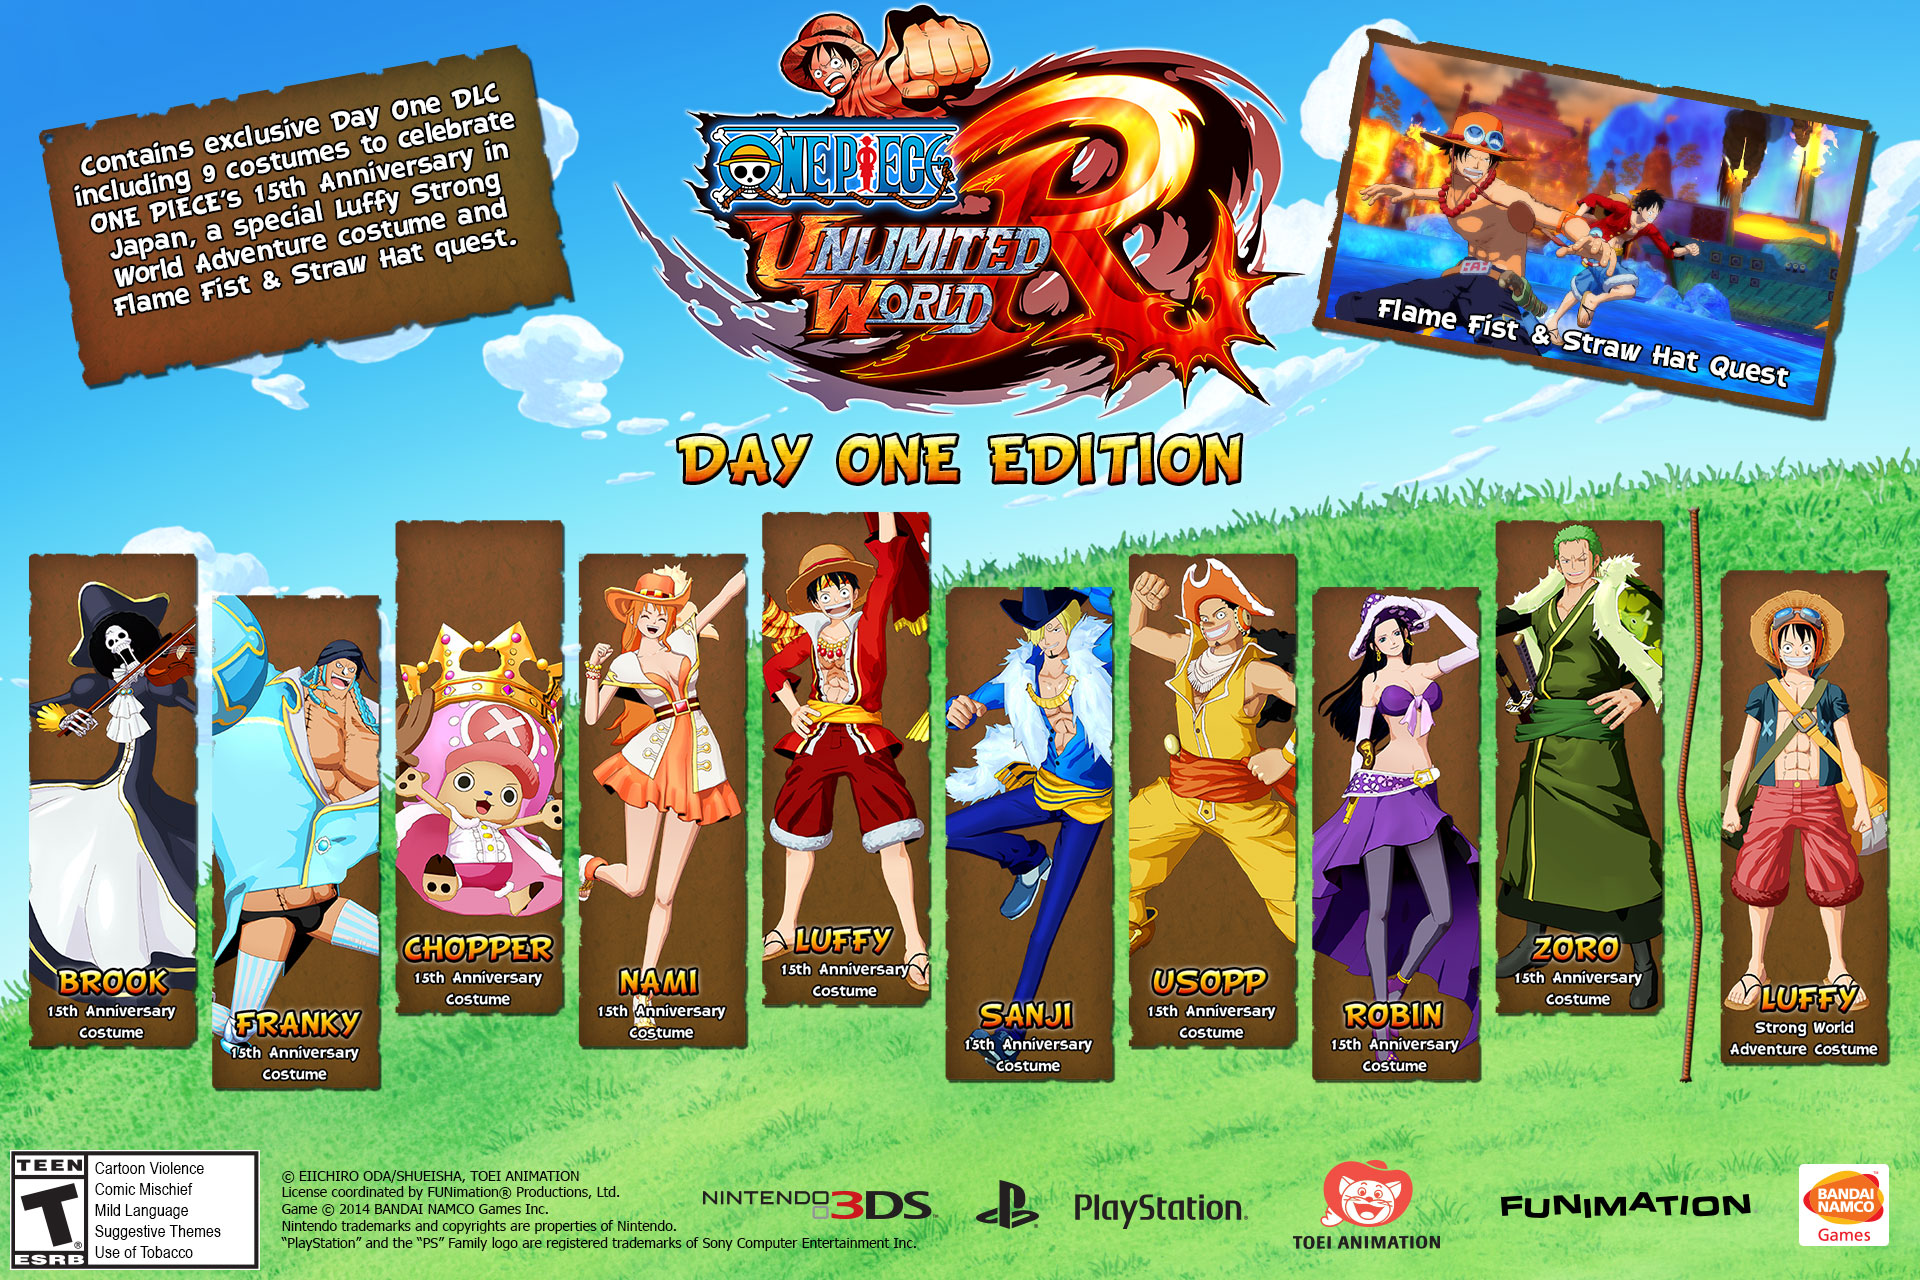 Contains exclusive Day One DLC
including 9 costumes to celebrate
ONE PIECE'S 15th Anniversary in
Japan, a special Luffy Strong
World Adventure costume and
Flame Fist & Straw Hat quest.
ONE PIECE
UNLIMITED
WORLD
R
Flame Fist & Straw Hat Quest
DAY ONE EDITION
BROOK
15th Anniversary
Costume
FRANKY
15th Anniversary
Costume
CHOPPER
15th Anniversary
Costume
NAMI
15th Anniversary
Costume
LUFFY
15th Anniversary
Costume
SANJI
15th Anniversary
Costume
USOPP
15th Anniversary
Costume
ROBIN
15th Anniversary
Costume
ZORO
15th Anniversary
Costume
LUFFY
Strong World
Adventure Costume
TEEN
T
®
ESRB
Cartoon Violence
Comic Mischief
Mild Language
Suggestive Themes
Use of Tobacco
© EIICHIRO ODA/SHUEISHA, TOEI ANIMATION
License coordinated by FUNimation® Productions, Ltd.
Game © 2014 BANDAI NAMCO Games Inc.
Nintendo trademarks and copyrights are properties of Nintendo.
“PlayStation” and the “PS” Family logo are registered trademarks of Sony Computer Entertainment Inc.
NINTENDO 3DS
PlayStation
TOEI ANIMATION
FUNIMATION
BANDAI
NAMCO
Games